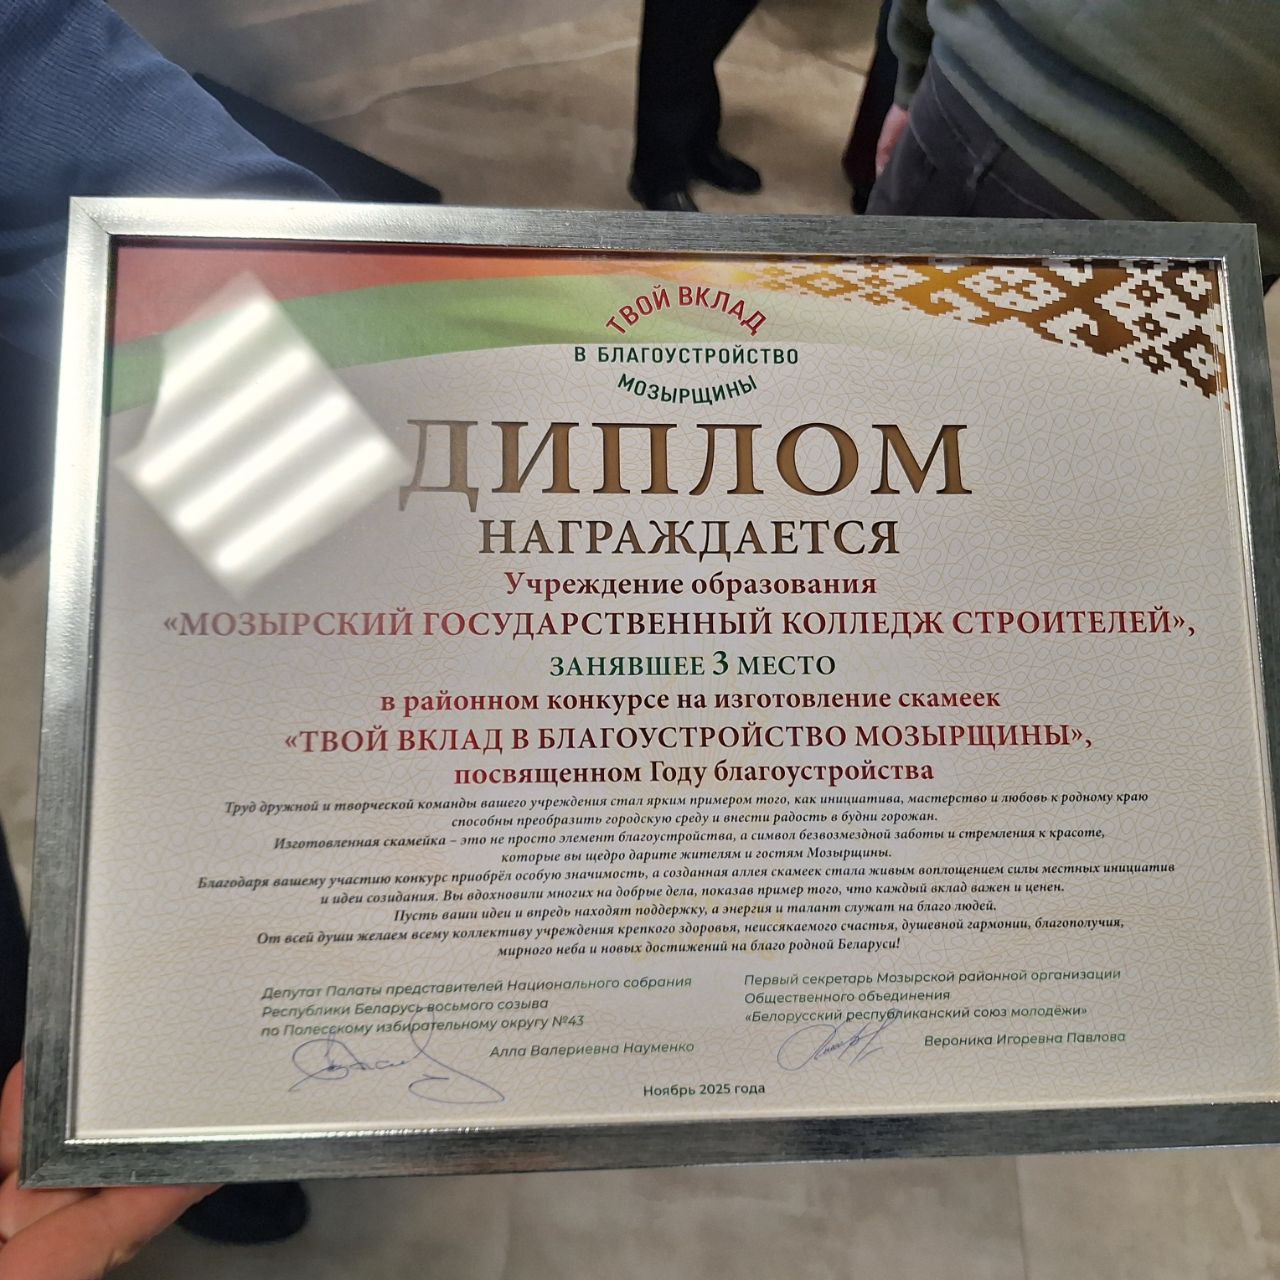 ТВОЙ ВКЛАД
В БЛАГОУСТРОЙСТВО
МОЗЫРЩИНЫ
ДИПЛОМ
НАГРАЖДАЕТСЯ
Учреждение образования
«МОЗЫРСКИЙ ГОСУДАРСТВЕННЫЙ КОЛЛЕДЖ СТРОИТЕЛЕЙ»,
ЗАНЯВШЕЕ 3 МЕСТО
в районном конкурсе на изготовление скамеек
«ТВОЙ ВКЛАД В БЛАГОУСТРОЙСТВО МОЗЫРЩИНЫ»,
посвященном Году благоустройства
Труд дружной и творческой команды вашего учреждения стал ярким примером того, как инициатива, мастерство и любовь к родному краю
способны преобразить городскую среду и внести радость в будни горожан.
Изготовленная скамейка – это не просто элемент благоустройства, а символ безвозмездной заботы и стремления к красоте,
которые вы щедро дарите жителям и гостям Мозырщины.
Благодаря вашему участию конкурс приобрёл особую значимость, а созданная аллея скамеек стала живым воплощением силы местных инициатив
и идеи созидания. Вы вдохновили многих на добрые дела, показав пример того, что каждый вклад важен и ценен.
Пусть ваши идеи и впредь находят поддержку, а энергия и талант служат на благо людей.
От всей души желаем всему коллективу учреждения крепкого здоровья, неиссякаемого счастья, душевной гармонии, благополучия,
мирного неба и новых достижений на благо родной Беларуси!
Депутат Палаты представителей Национального собрания
Республики Беларусь восьмого созыва
по Полесскому избирательному округу №43
Алла Валериевна Науменко
Первый секретарь Мозырской районной организации
Общественного объединения
«Белорусский республиканский союз молодёжи»
Вероника Игоревна Павлова
Ноябрь 2025 года